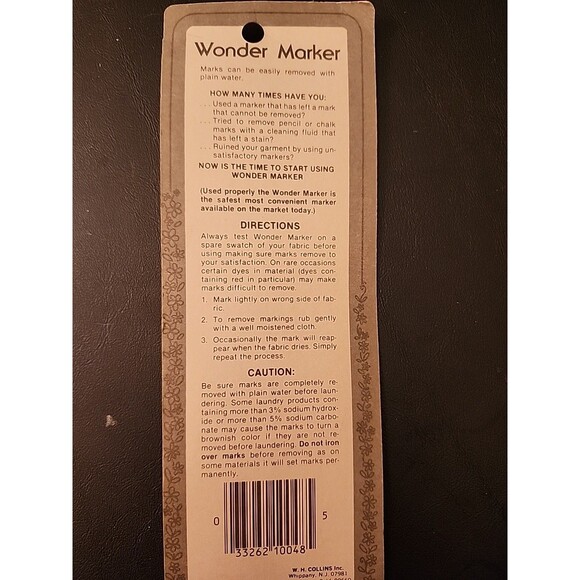 Wonder Marker
Marks can be easily removed with
plain water.
HOW MANY TIMES HAVE YOU:
. . . Used a marker that has left a mark
that cannot be removed?
. . . Tried to remove pencil or chalk
marks with a cleaning fluid that
has left a stain?
. . . Ruined your garment by using un-
satisfactory markers?
NOW IS THE TIME TO START USING
WONDER MARKER
(Used properly the Wonder Marker is
the safest most convenient marker
available on the market today.)
DIRECTIONS
Always test Wonder Marker on a
spare swatch of your fabric before
using making sure marks remove to
your satisfaction. On rare occasions
certain dyes in material (dyes con-
taining red in particular) may make
marks difficult to remove.
1. Mark lightly on wrong side of fab-
ric.
2. To remove markings rub gently
with a well moistened cloth.
3. Occasionally the mark will reap-
pear when the fabric dries. Simply
repeat the process.
CAUTION:
Be sure marks are completely re-
moved with plain water before laun-
dering. Some laundry products con-
taining more than 3% sodium hydrox-
ide or more than 5% sodium carbo-
nate may cause the marks to turn a
brownish color if they are not re-
moved before laundering. Do not iron
over marks before removing as on
some materials it will set marks per-
manently.
0 33262 10048 5
W. H. COLLINS Inc.
Whippany, N.J. 07981